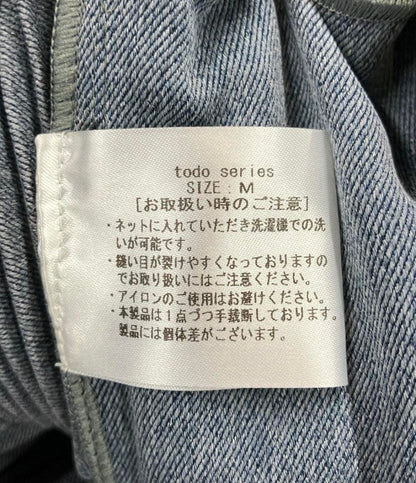 todo series
SIZE : M
[お取扱い時のご注意]
・ネットに入れていただき洗濯機での洗
いが可能です。
・縫い目が裂けやすくなっておりますの
でお取り扱いにはご注意ください。
・アイロンのご使用はお避けください。
・本製品は１点づつ手裁断しております。
製品には個体差がございます。